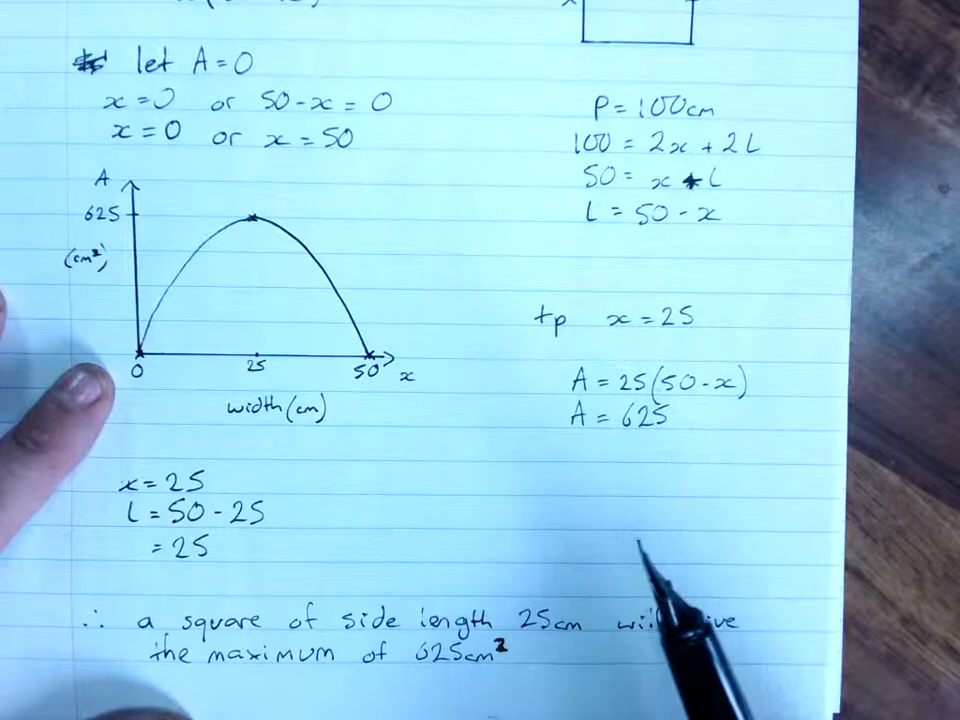 let A = 0
x = 0 or 50 - x = 0
x = 0 or x = 50
A
625
(cm²)
0
25
50
x
width (cm)
P = 100cm
100 = 2x + 2L
50 = x + L
L = 50 - x
tp x = 25
A = 25(50 - x)
A = 625
x = 25
L = 50 - 25
= 25
∴ a square of side length 25cm
the maximum of 625cm²